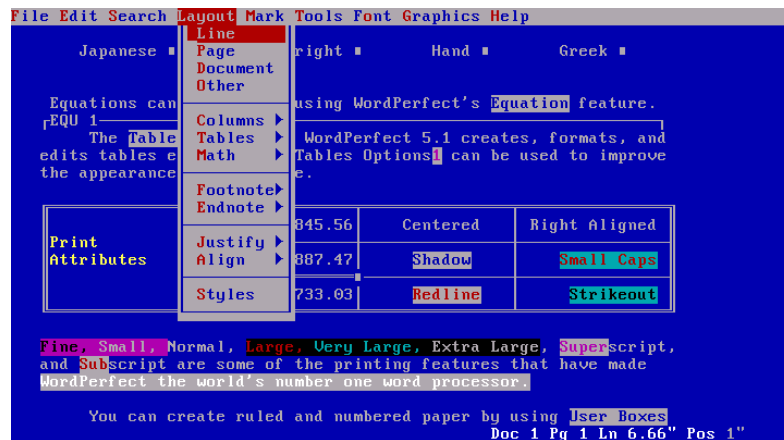 File Edit Search Layout Mark Tools Font Graphics Help
Line
Japanese Page right Hand Greek
Document
Other
Equations can using WordPerfect's Equation feature.
EQU 1 Columns
The Table Tables WordPerfect 5.1 creates, formats, and
edits tables e Math Tables Options1 can be used to improve
the appearance e.
Footnote
Endnote
845.56 Centered Right Aligned
Print Justify
Attributes Align 887.47 Shadow Small Caps
Styles 733.03 Redline Strikeout
Fine, Small, Normal, Large, Very Large, Extra Large, Superscript,
and Subscript are some of the printing features that have made
WordPerfect the world's number one word processor.
You can create ruled and numbered paper by using User Boxes
Doc 1 Pg 1 Ln 6.66" Pos 1"